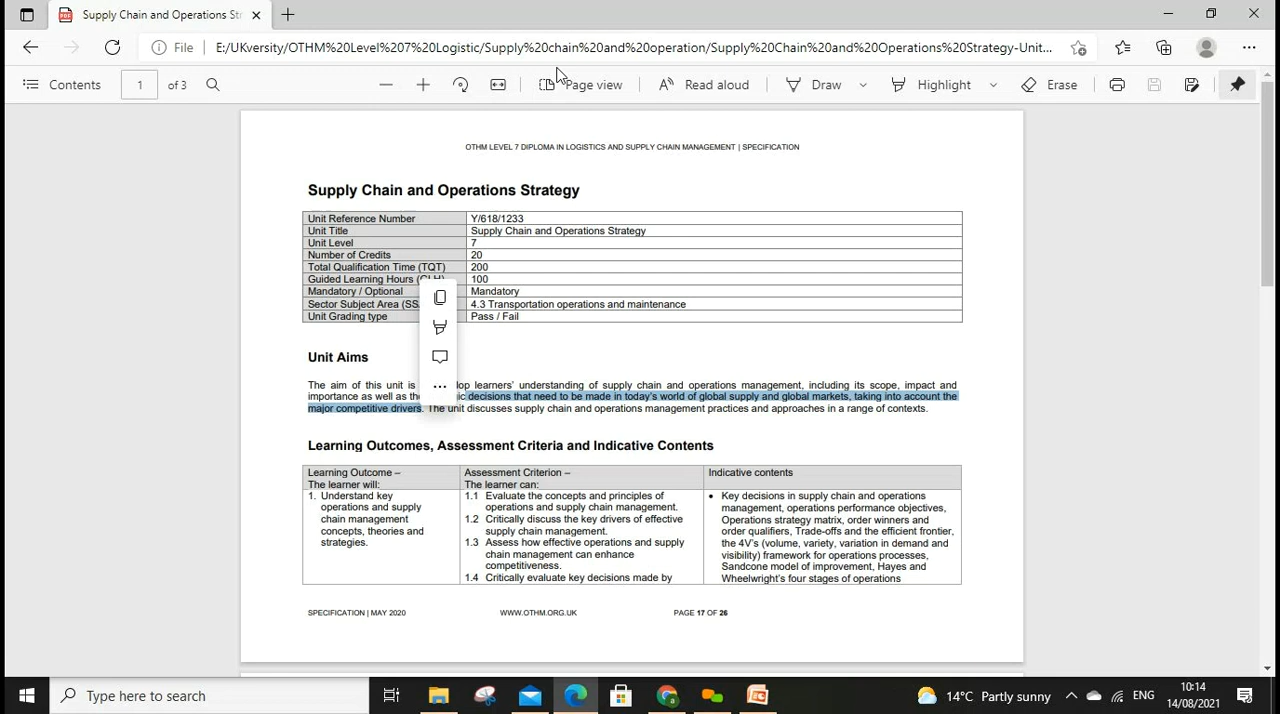 Supply Chain and Operations Str
File
E:/UKversity/OTHM%20Level%207%20Logistic/Supply%20chain%20and%20operation/Supply%20Chain%20and%20Operations%20Strategy-Unit...
Contents
1
of 3
Page view
Read aloud
Draw
Highlight
Erase
OTHM LEVEL 7 DIPLOMA IN LOGISTICS AND SUPPLY CHAIN MANAGEMENT | SPECIFICATION
Supply Chain and Operations Strategy
Unit Reference Number Y/618/1233
Unit Title Supply Chain and Operations Strategy
Unit Level 7
Number of Credits 20
Total Qualification Time (TQT) 200
Guided Learning Hours 100
Mandatory / Optional Mandatory
Sector Subject Area (SS 4.3 Transportation operations and maintenance
Unit Grading type Pass / Fail
Unit Aims
The aim of this unit is lop learners' understanding of supply chain and operations management, including its scope, impact and
importance as well as the ic decisions that need to be made in today's world of global supply and global markets, taking into account the
major competitive drivers. The unit discusses supply chain and operations management practices and approaches in a range of contexts.
Learning Outcomes, Assessment Criteria and Indicative Contents
Learning Outcome –
The learner will:
Assessment Criterion –
The learner can:
Indicative contents
1. Understand key
operations and supply
chain management
concepts, theories and
strategies.
1.1 Evaluate the concepts and principles of
operations and supply chain management.
1.2 Critically discuss the key drivers of effective
supply chain management.
1.3 Assess how effective operations and supply
chain management can enhance
competitiveness.
1.4 Critically evaluate key decisions made by
• Key decisions in supply chain and operations
management, operations performance objectives,
Operations strategy matrix, order winners and
order qualifiers, Trade-offs and the efficient frontier,
the 4V's (volume, variety, variation in demand and
visibility) framework for operations processes,
Sandcone model of improvement, Hayes and
Wheelwright's four stages of operations
SPECIFICATION | MAY 2020
WWW.OTHM.ORG.UK
PAGE 17 OF 26
Type here to search
14°C Partly sunny
ENG
10:14
14/08/2021